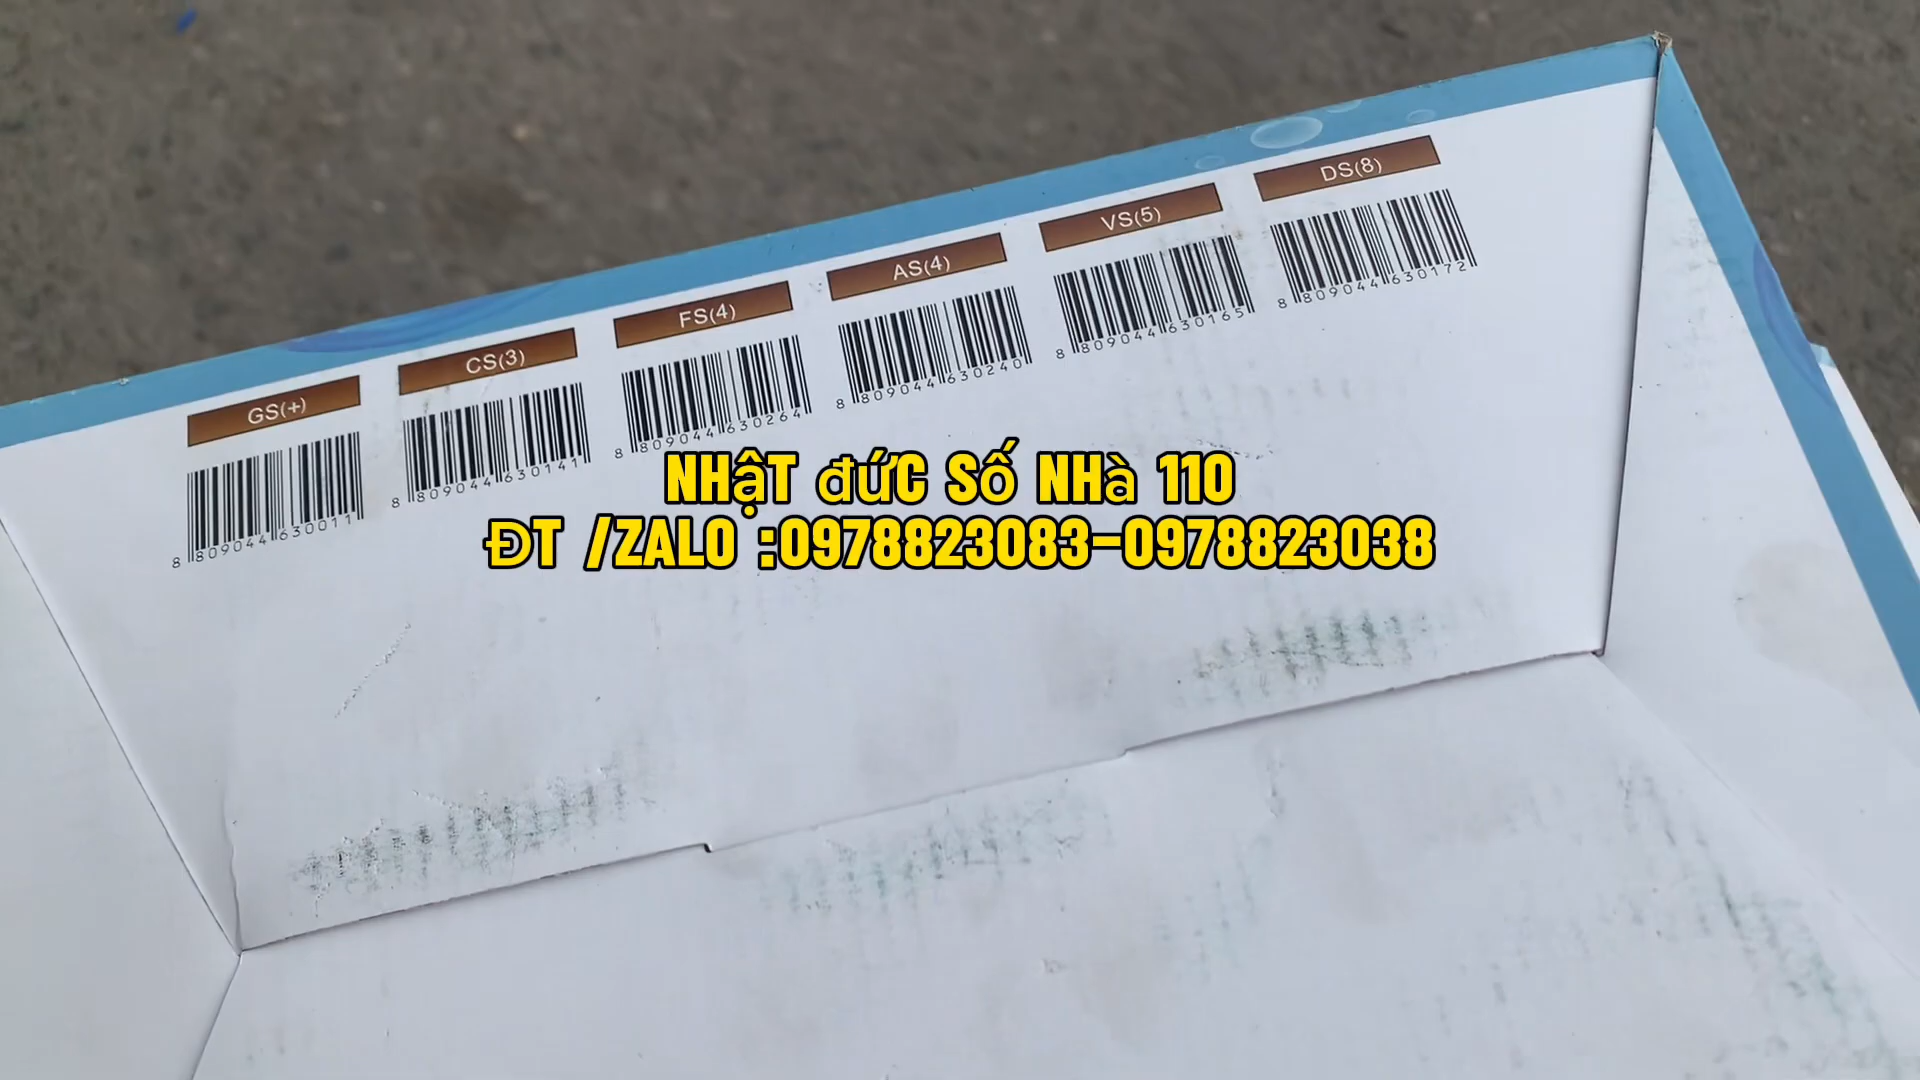 GS(+)
8 809044 630011
CS(3)
8 809044 630141
FS(4)
8 809044 630264
AS(4)
8 809044 630240
VS(5)
8 809044 630165
DS(8)
8 809044 630172
NHậT đứC Số NHà 110
ĐT /ZALO :0978823083-0978823038